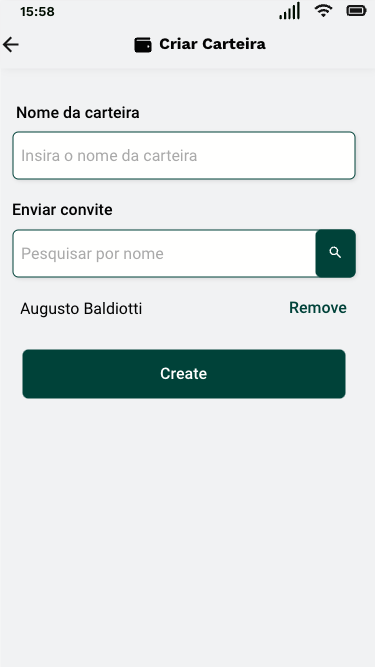 15:58
Criar Carteira
Nome da carteira
Insira o nome da carteira
Enviar convite
Pesquisar por nome
Augusto Baldiotti Remove
Create